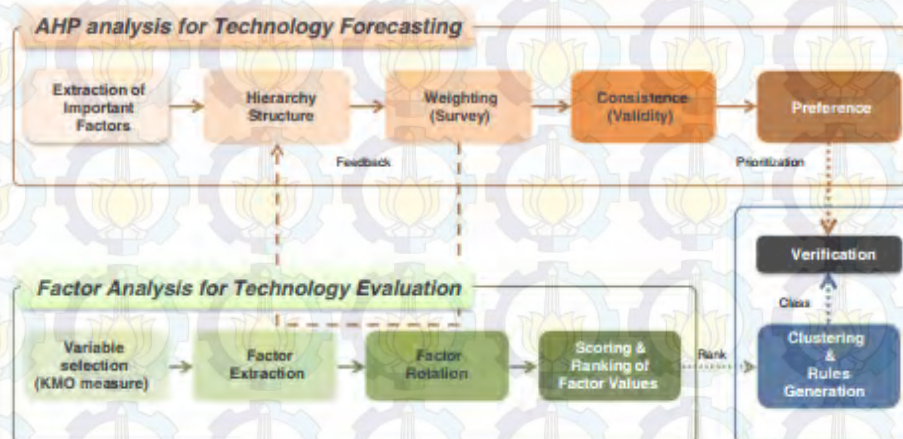 AHP analysis for Technology Forecasting
Extraction of
Important
Factors
Hierarchy
Structure
Weighting
(Survey)
Consistence
(Validity)
Preference
Feedback
Prioritization
Verification
Factor Analysis for Technology Evaluation
Class
Variable
selection
(KMO measure)
Factor
Extraction
Factor
Rotation
Scoring &
Ranking of
Factor Values
Rank
Clustering
&
Rules
Generation